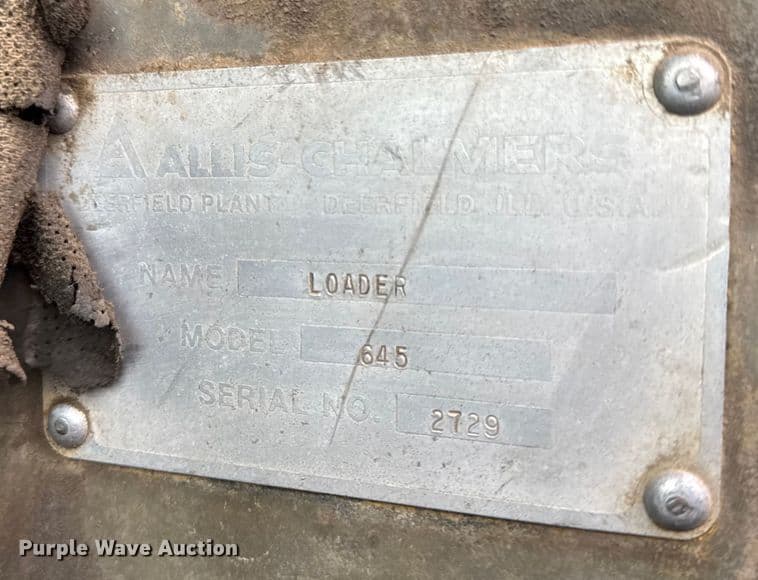 ALLIS-CHALMERS
DEERFIELD PLANT DEERFIELD, ILL. U.S.A.
NAME LOADER
MODEL 645
SERIAL NO. 2729
Purple Wave Auction